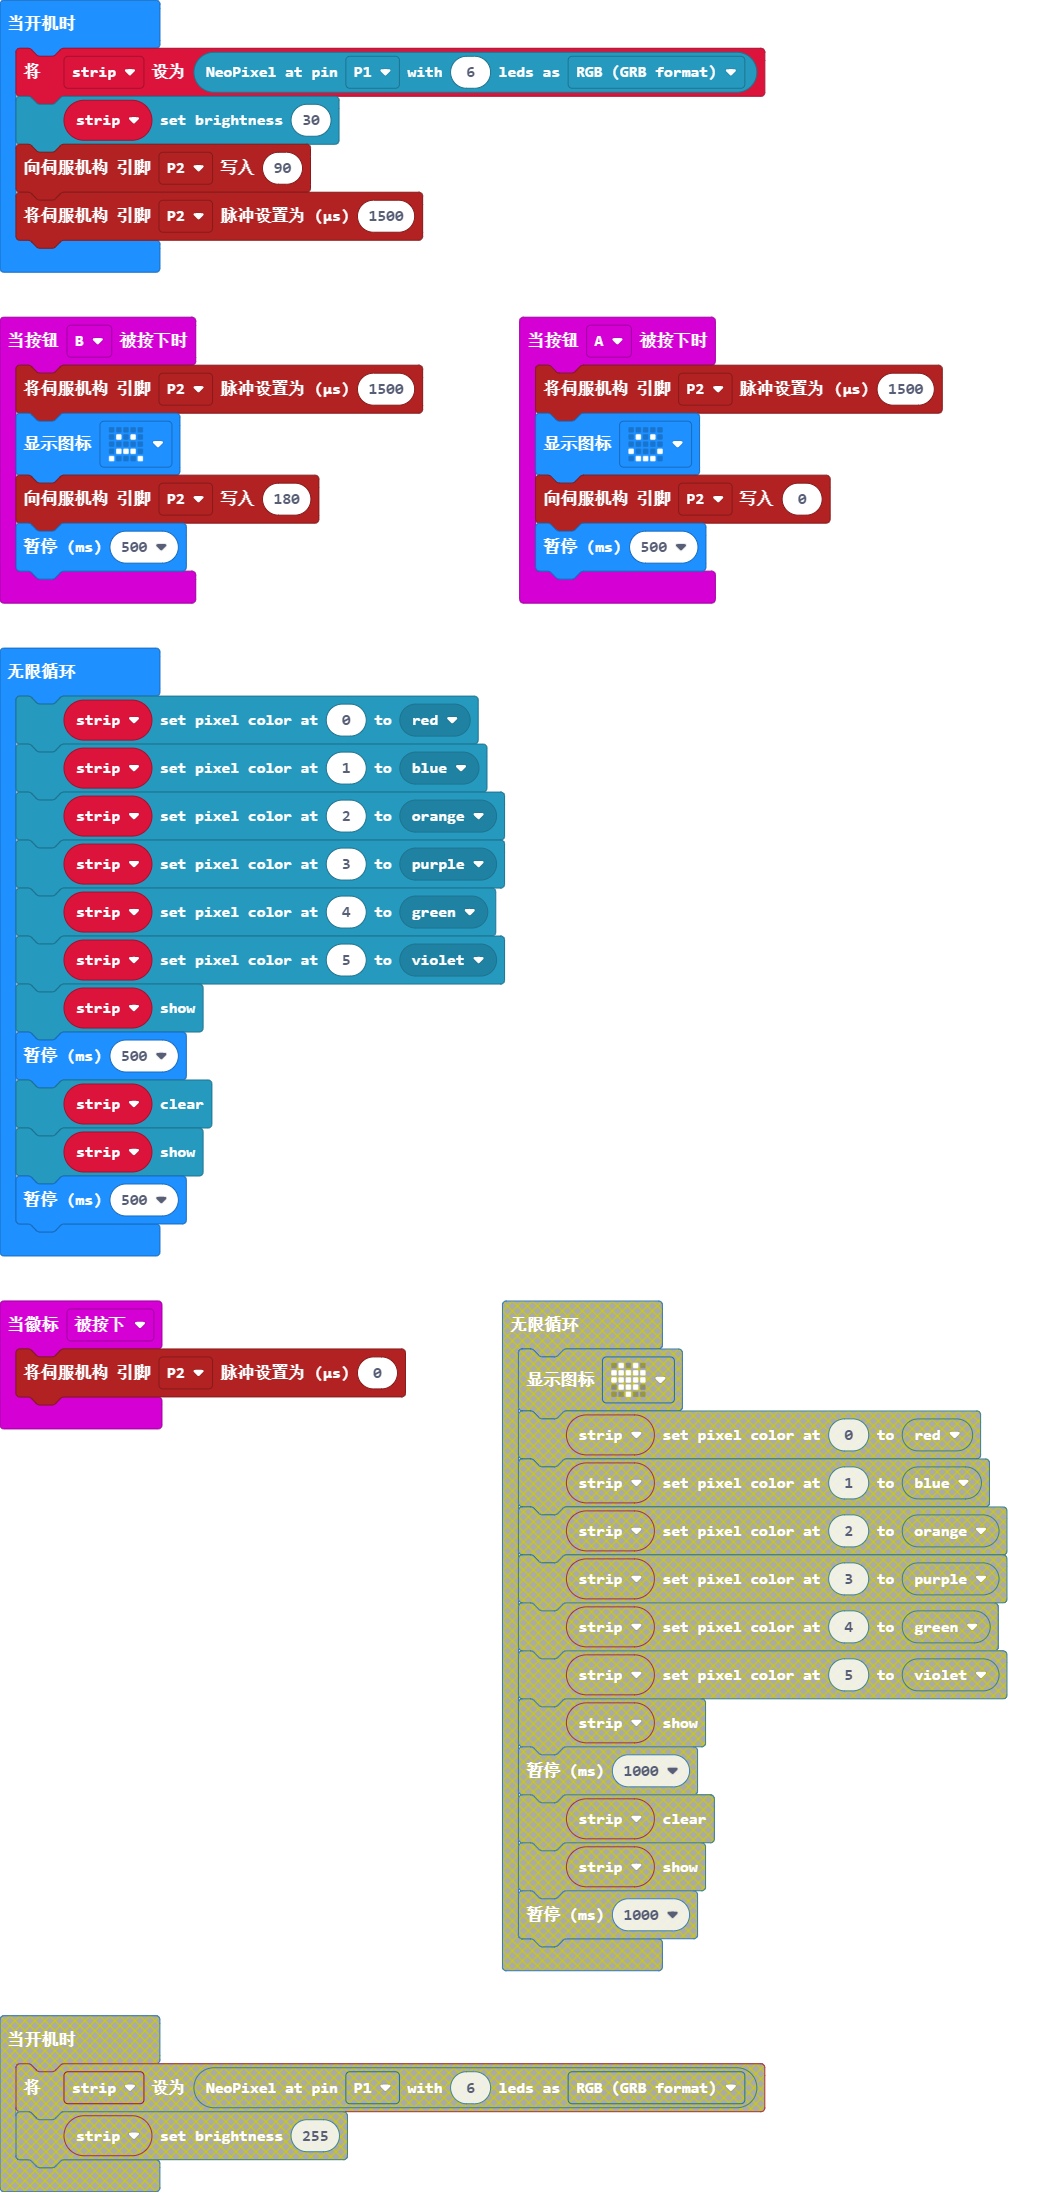 当开机时
将 strip 设为 NeoPixel at pin P1 with 6 leds as RGB (GRB format)
strip set brightness 30
向伺服机构 引脚 P2 写入 90
将伺服机构 引脚 P2 脉冲设置为 (µs) 1500
当按钮 B 被按下时
将伺服机构 引脚 P2 脉冲设置为 (µs) 1500
显示图标
向伺服机构 引脚 P2 写入 180
暂停 (ms) 500
当按钮 A 被按下时
将伺服机构 引脚 P2 脉冲设置为 (µs) 1500
显示图标
向伺服机构 引脚 P2 写入 0
暂停 (ms) 500
无限循环
strip set pixel color at 0 to red
strip set pixel color at 1 to blue
strip set pixel color at 2 to orange
strip set pixel color at 3 to purple
strip set pixel color at 4 to green
strip set pixel color at 5 to violet
strip show
暂停 (ms) 500
strip clear
strip show
暂停 (ms) 500
当徽标 被按下
将伺服机构 引脚 P2 脉冲设置为 (µs) 0
无限循环
显示图标
strip set pixel color at 0 to red
strip set pixel color at 1 to blue
strip set pixel color at 2 to orange
strip set pixel color at 3 to purple
strip set pixel color at 4 to green
strip set pixel color at 5 to violet
strip show
暂停 (ms) 1000
strip clear
strip show
暂停 (ms) 1000
当开机时
将 strip 设为 NeoPixel at pin P1 with 6 leds as RGB (GRB format)
strip set brightness 255